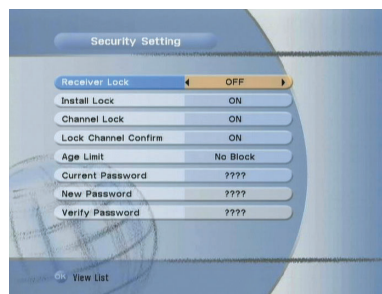 Security Setting
Receiver Lock OFF
Install Lock ON
Channel Lock ON
Lock Channel Confirm ON
Age Limit No Block
Current Password ????
New Password ????
Verify Password ????
OK View List